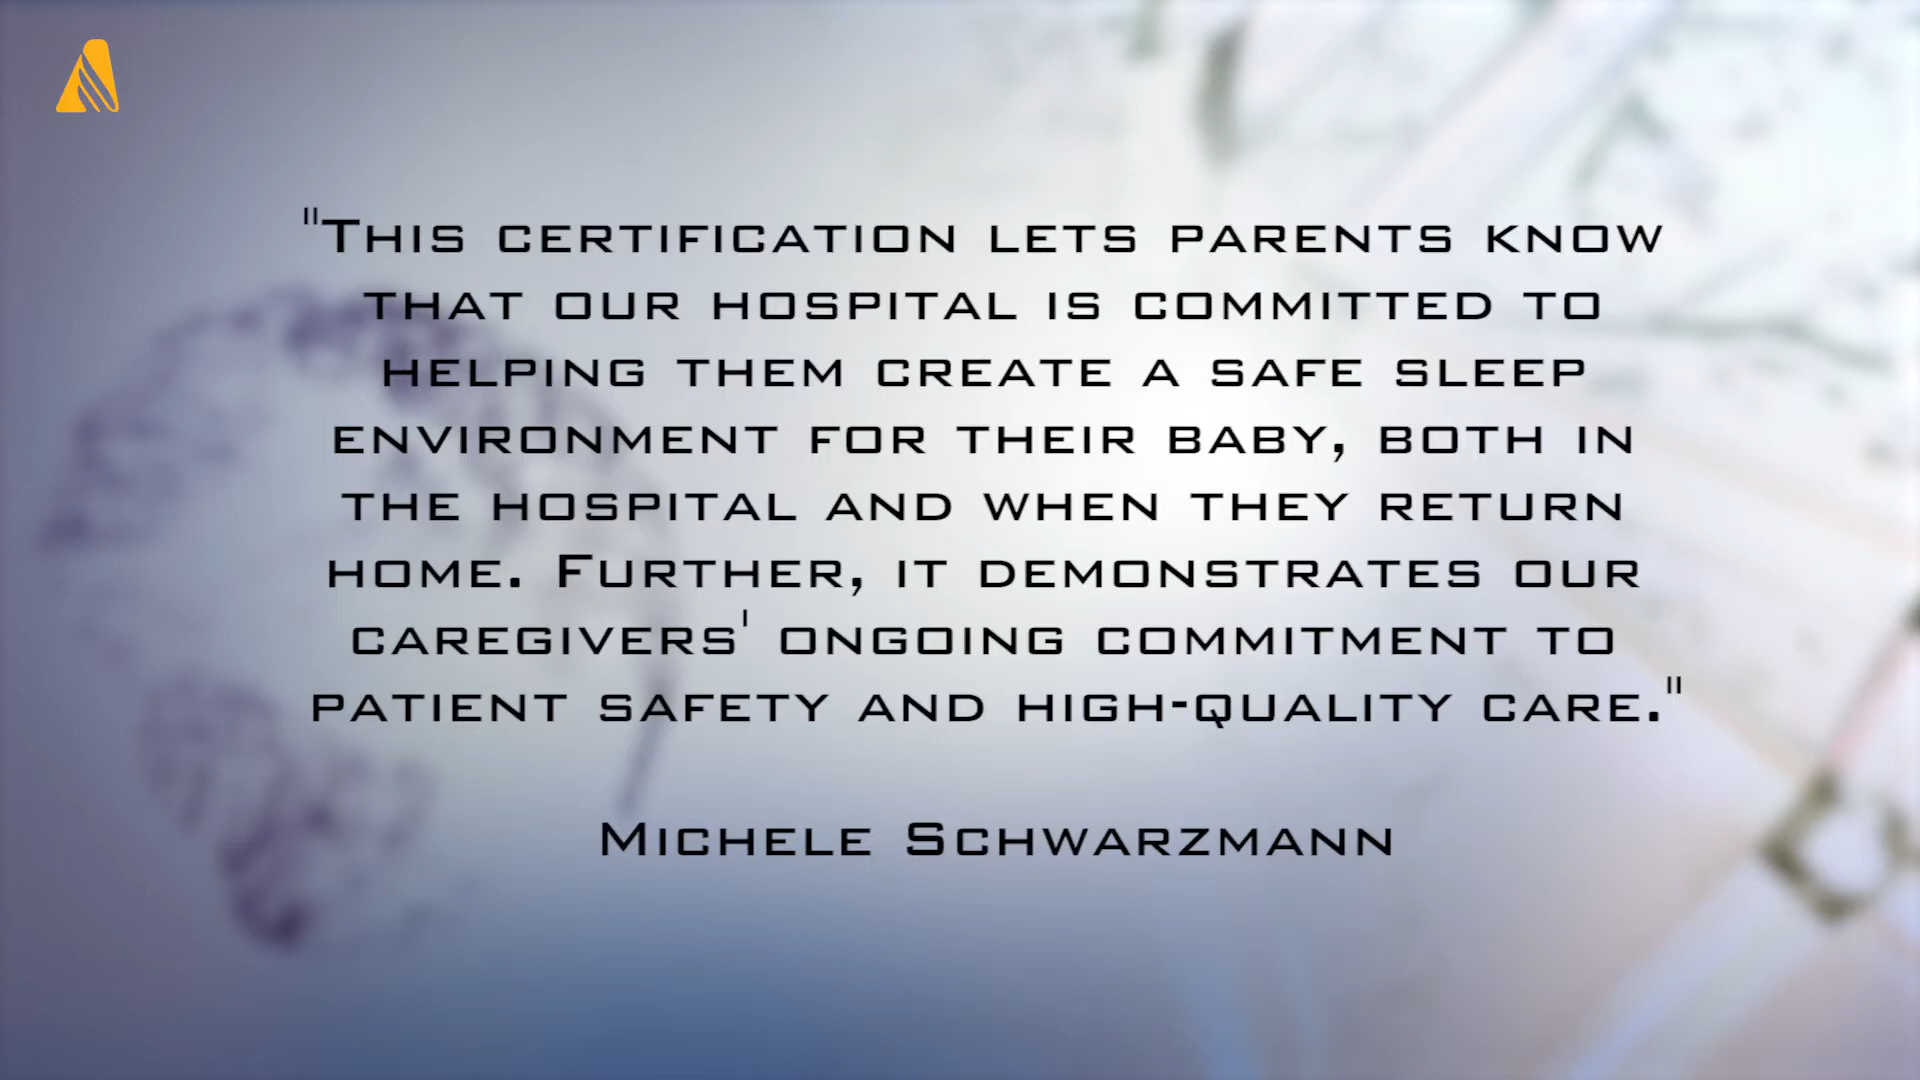 "This certification lets parents know
that our hospital is committed to
helping them create a safe sleep
environment for their baby, both in
the hospital and when they return
home. Further, it demonstrates our
caregivers' ongoing commitment to
patient safety and high-quality care."
Michele Schwarzmann